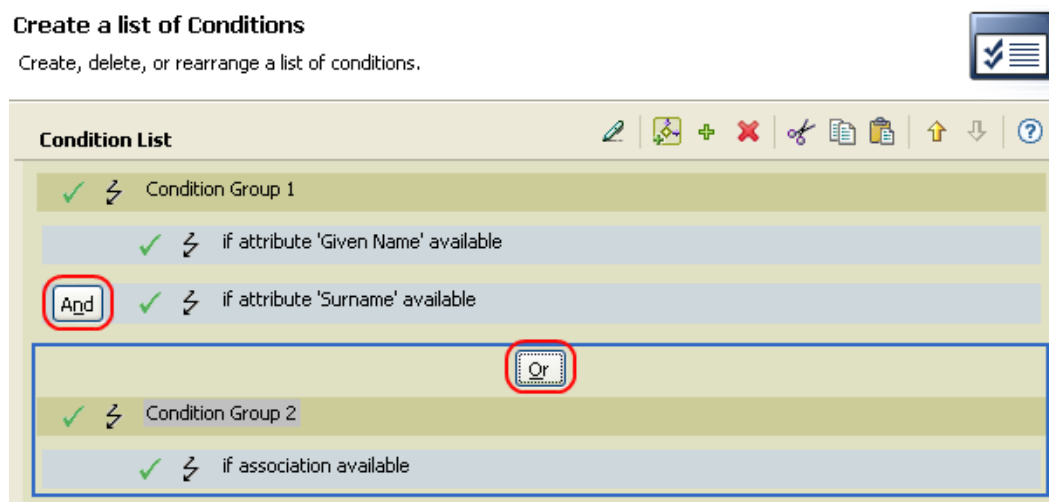 Create a list of Conditions
Create, delete, or rearrange a list of conditions.
Condition List
Condition Group 1
if attribute 'Given Name' available
And
if attribute 'Surname' available
Or
Condition Group 2
if association available